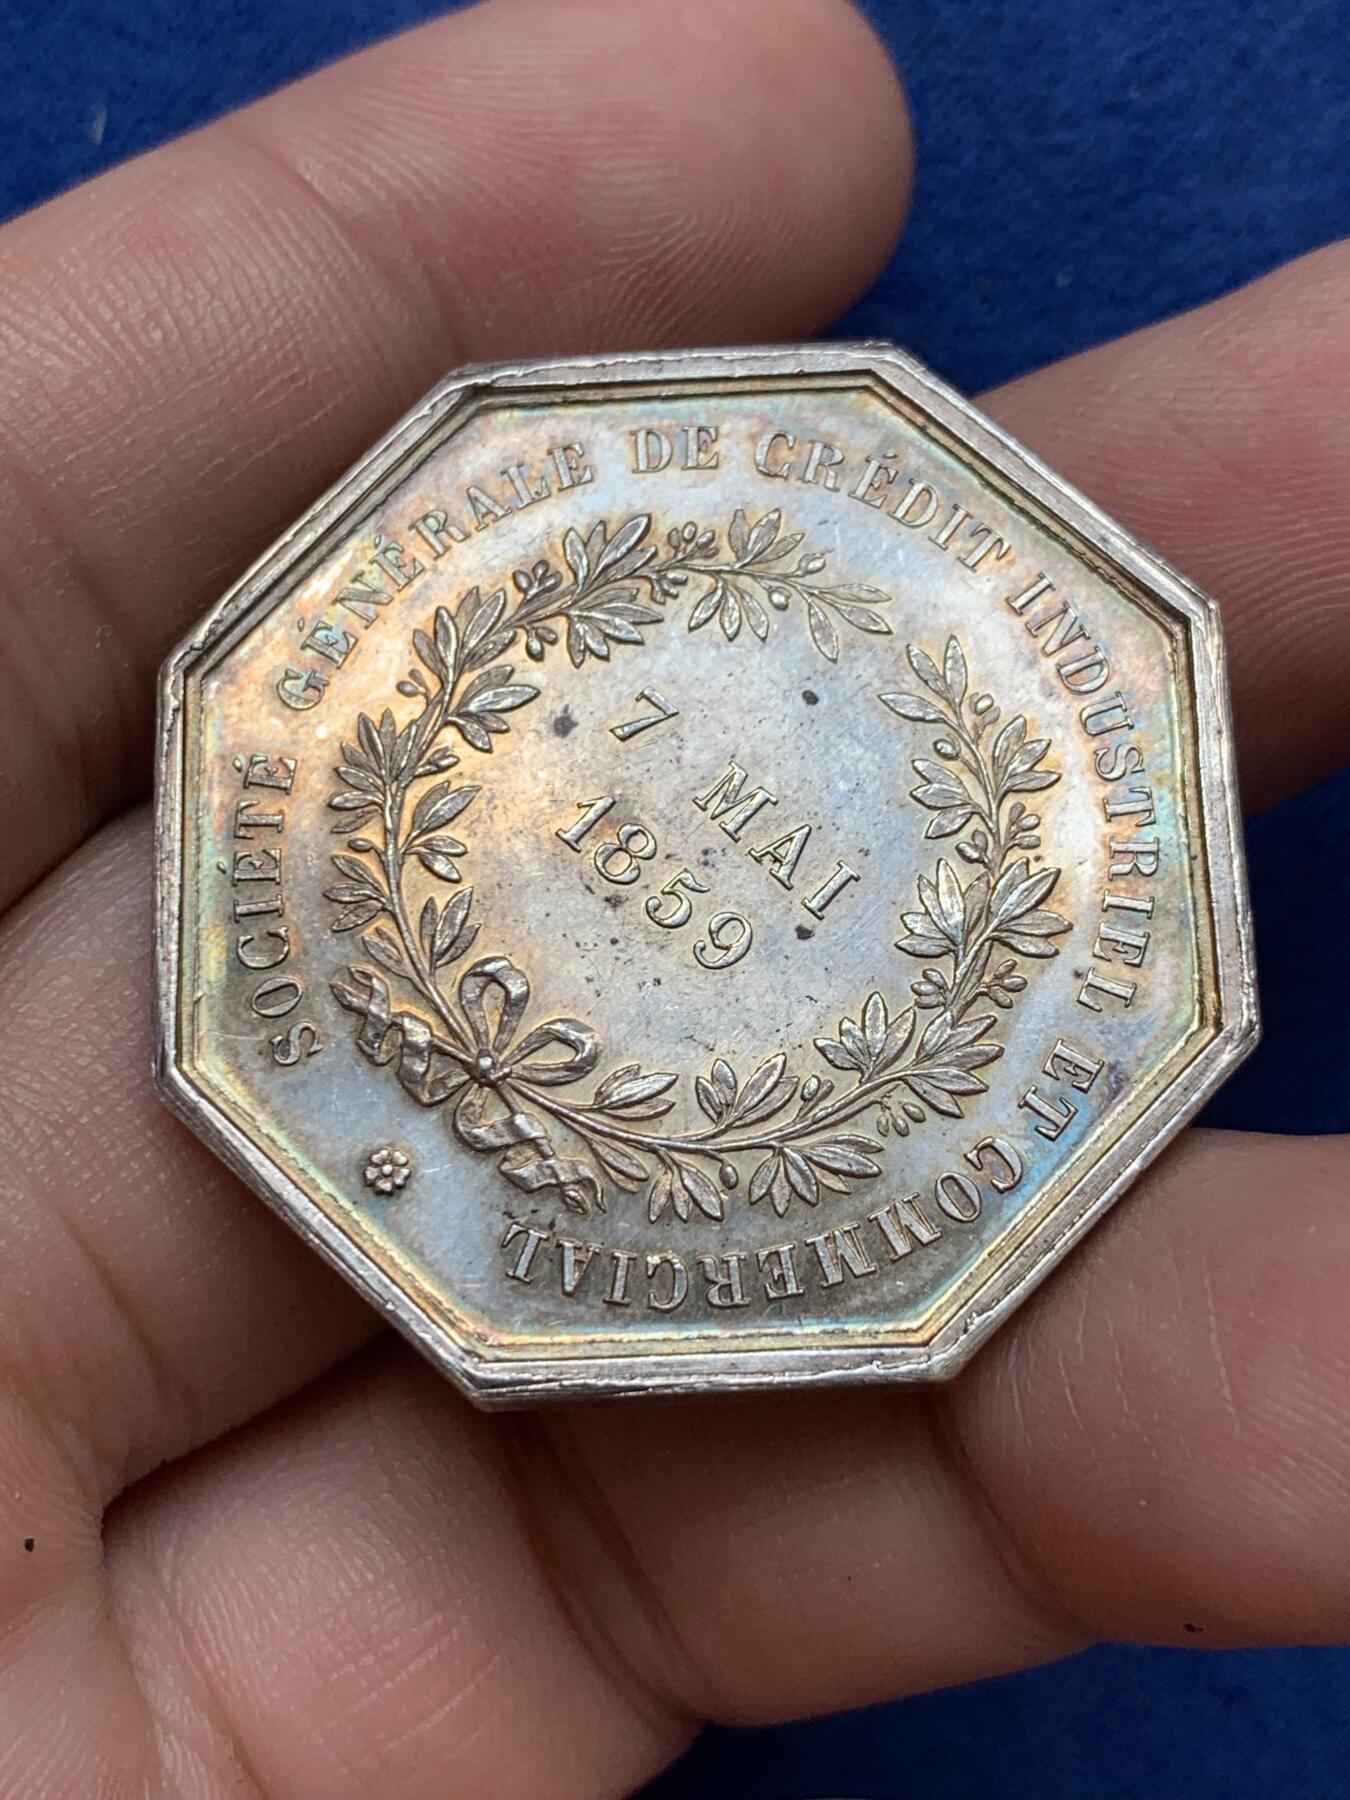 SOCIÉTÉ GÉNÉRALE DE CRÉDIT INDUSTRIEL ET COMMERCIAL
7 MAI
1859